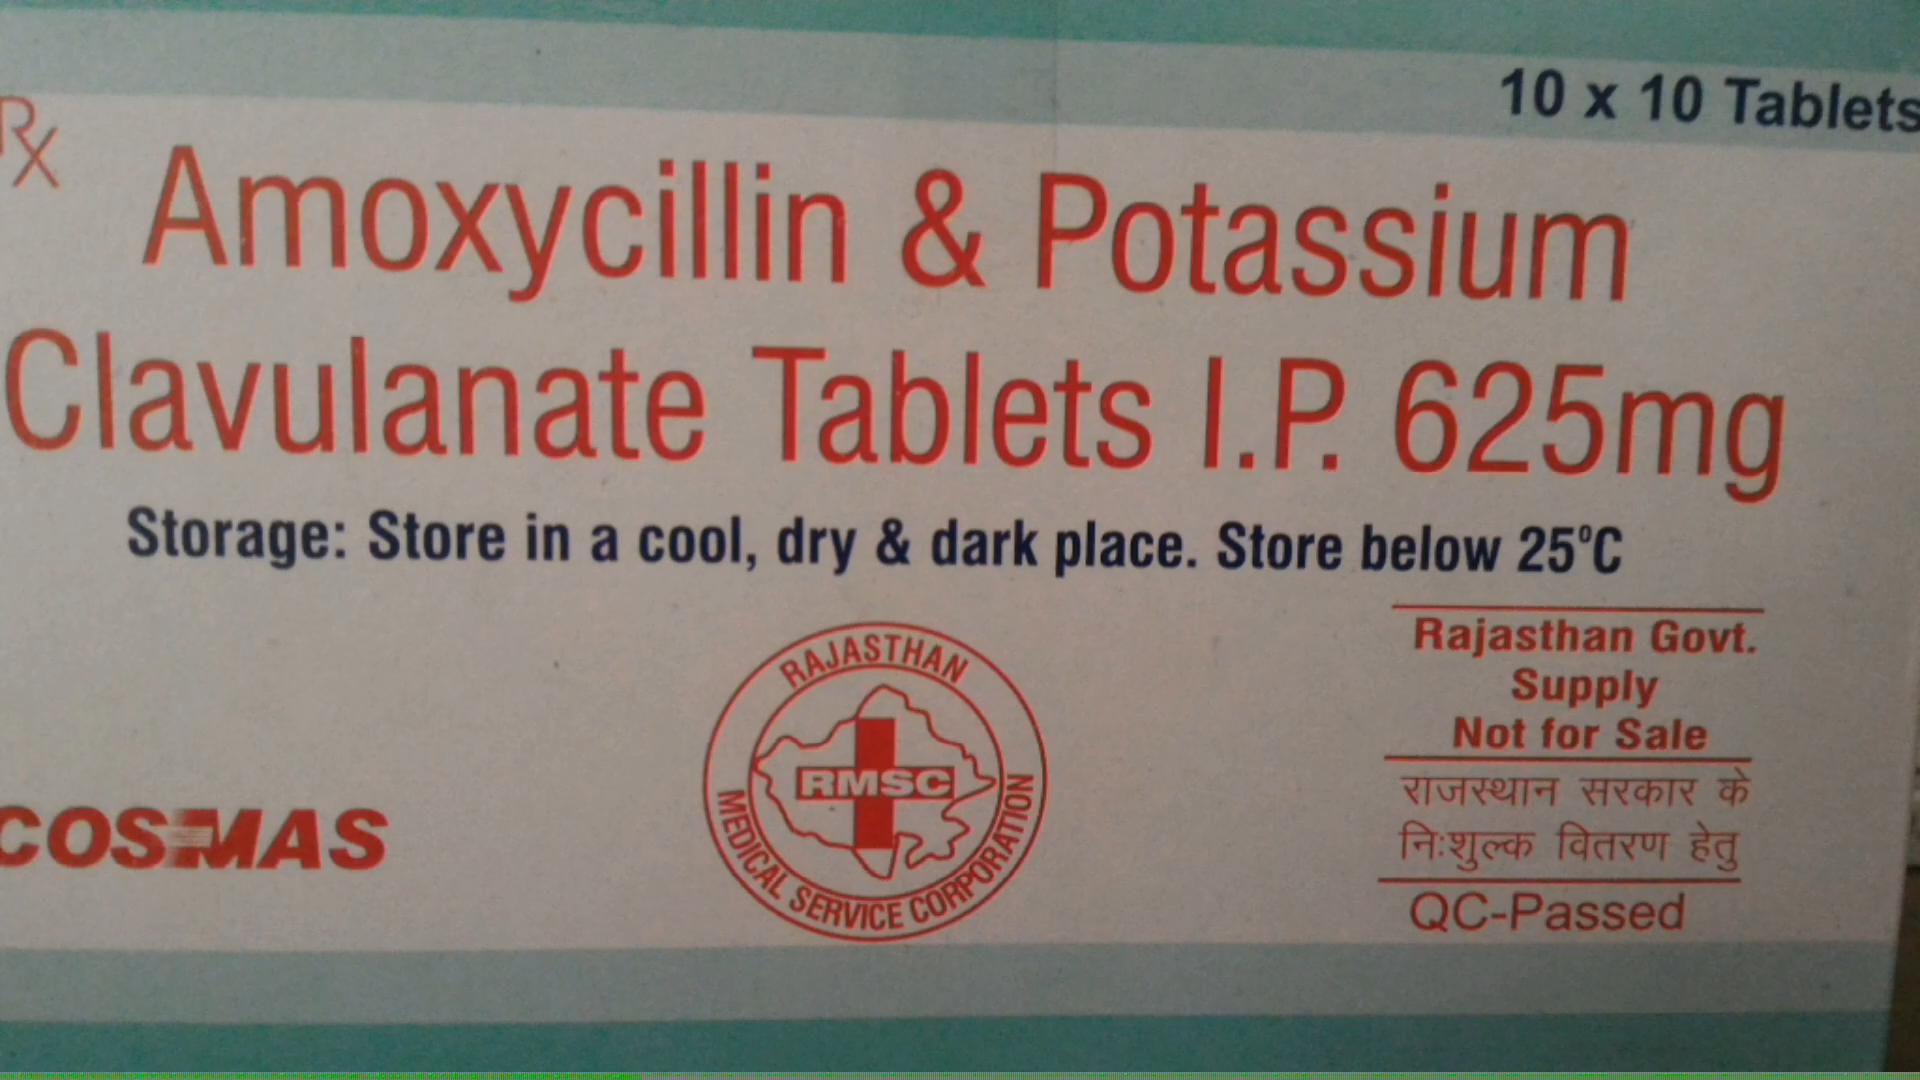 10 x 10 Tablets
Rx
Amoxycillin & Potassium
Clavulanate Tablets I.P. 625mg
Storage: Store in a cool, dry & dark place. Store below 25°C
RAJASTHAN
RMSC
MEDICAL SERVICE CORPORATION
COSMAS
Rajasthan Govt.
Supply
Not for Sale
राजस्थान सरकार के
निःशुल्क वितरण हेतु
QC-Passed